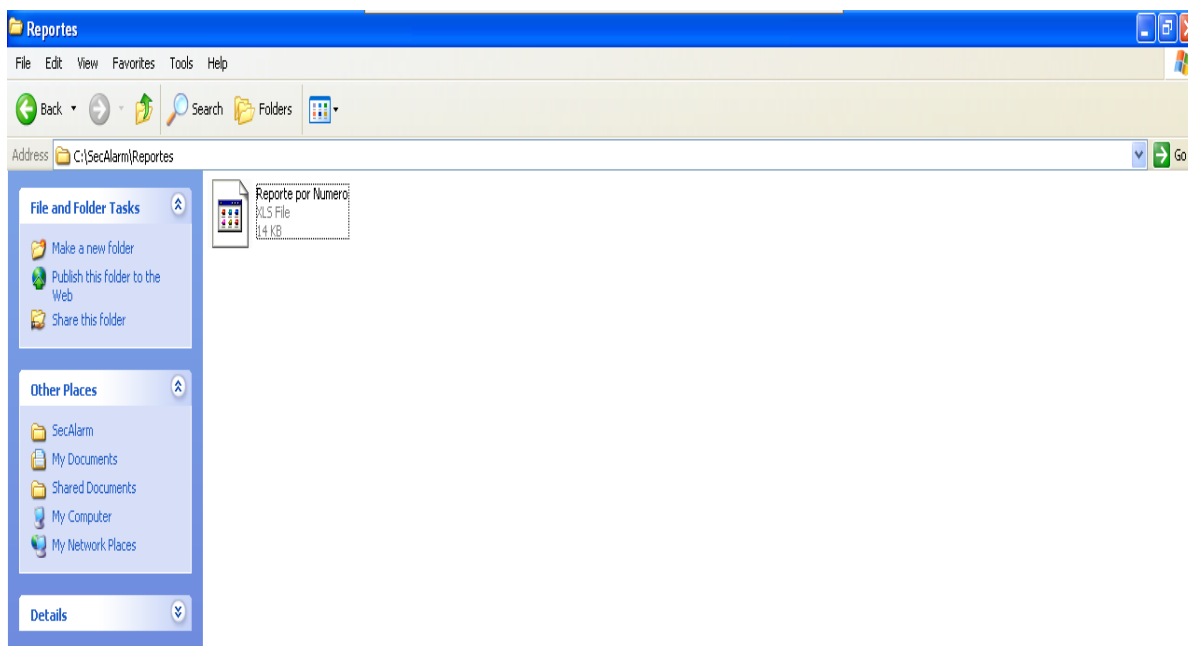 Reportes
File Edit View Favorites Tools Help
Back Search Folders
Address C:\SecAlarm\Reportes Go
File and Folder Tasks
Make a new folder
Publish this folder to the
Web
Share this folder
Other Places
SecAlarm
My Documents
Shared Documents
My Computer
My Network Places
Details
Reporte por Numero
XLS File
14 KB